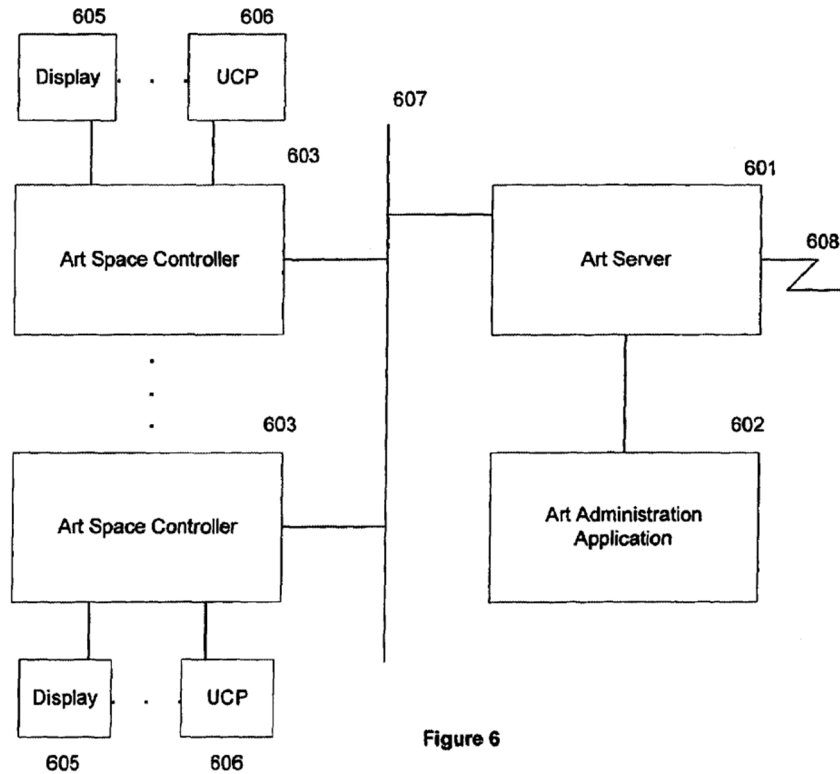 605 606
Display UCP
607
603
601
Art Space Controller
Art Server
608
603
602
Art Space Controller
Art Administration
Application
Display UCP
605 606
Figure 6